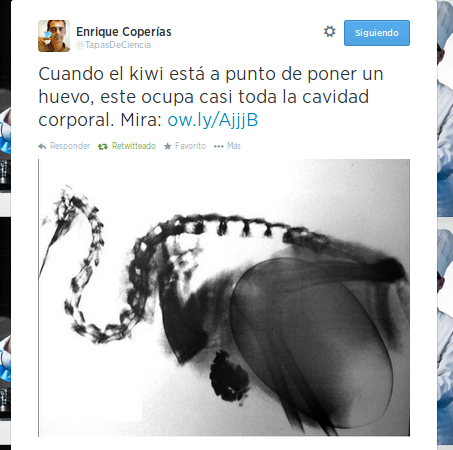 Enrique Coperías
@TapasDeCiencia
Siguiendo
Cuando el kiwi está a punto de poner un
huevo, este ocupa casi toda la cavidad
corporal. Mira: ow.ly/AjjjB
Responder Retwitteado Favorito Más